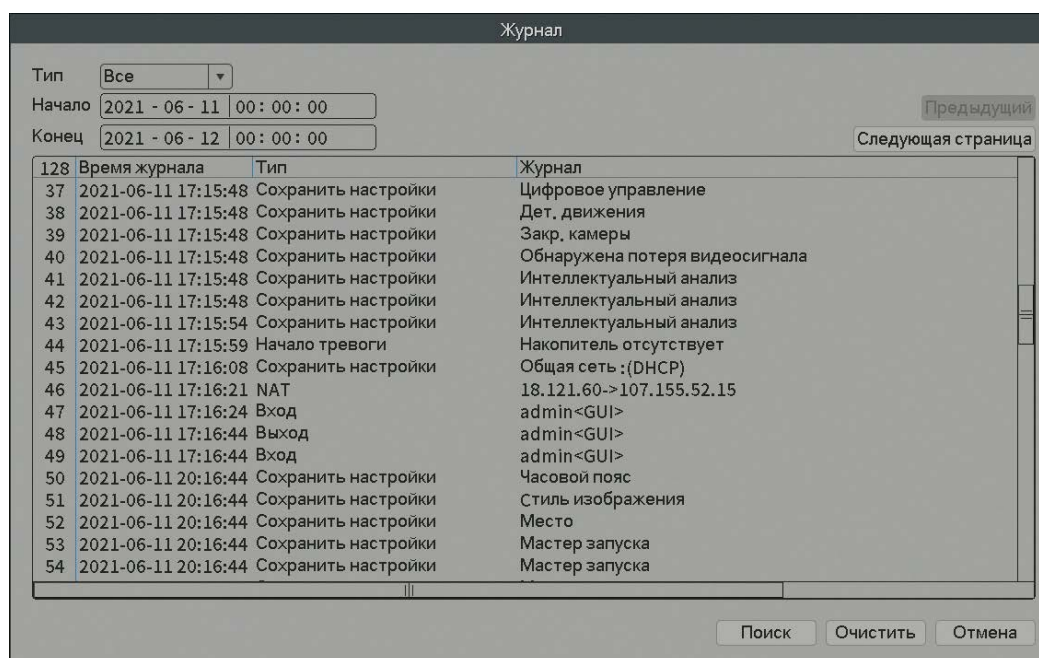 Журнал
Тип Все
Начало 2021 - 06 - 11 00: 00: 00
Предыдущий
Конец 2021 - 06 - 12 00: 00: 00
Следующая страница
128 Время журнала Тип Журнал
37 2021-06-11 17:15:48 Сохранить настройки Цифровое управление
38 2021-06-11 17:15:48 Сохранить настройки Дет. движения
39 2021-06-11 17:15:48 Сохранить настройки Закр. камеры
40 2021-06-11 17:15:48 Сохранить настройки Обнаружена потеря видеосигнала
41 2021-06-11 17:15:48 Сохранить настройки Интеллектуальный анализ
42 2021-06-11 17:15:48 Сохранить настройки Интеллектуальный анализ
43 2021-06-11 17:15:54 Сохранить настройки Интеллектуальный анализ
44 2021-06-11 17:15:59 Начало тревоги Накопитель отсутствует
45 2021-06-11 17:16:08 Сохранить настройки Общая сеть :(DHCP)
46 2021-06-11 17:16:21 NAT 18.121.60->107.155.52.15
47 2021-06-11 17:16:24 Вход admin<GUI>
48 2021-06-11 17:16:44 Выход admin<GUI>
49 2021-06-11 17:16:44 Вход admin<GUI>
50 2021-06-11 20:16:44 Сохранить настройки Часовой пояс
51 2021-06-11 20:16:44 Сохранить настройки Стиль изображения
52 2021-06-11 20:16:44 Сохранить настройки Место
53 2021-06-11 20:16:44 Сохранить настройки Мастер запуска
54 2021-06-11 20:16:44 Сохранить настройки Мастер запуска
Поиск Очистить Отмена